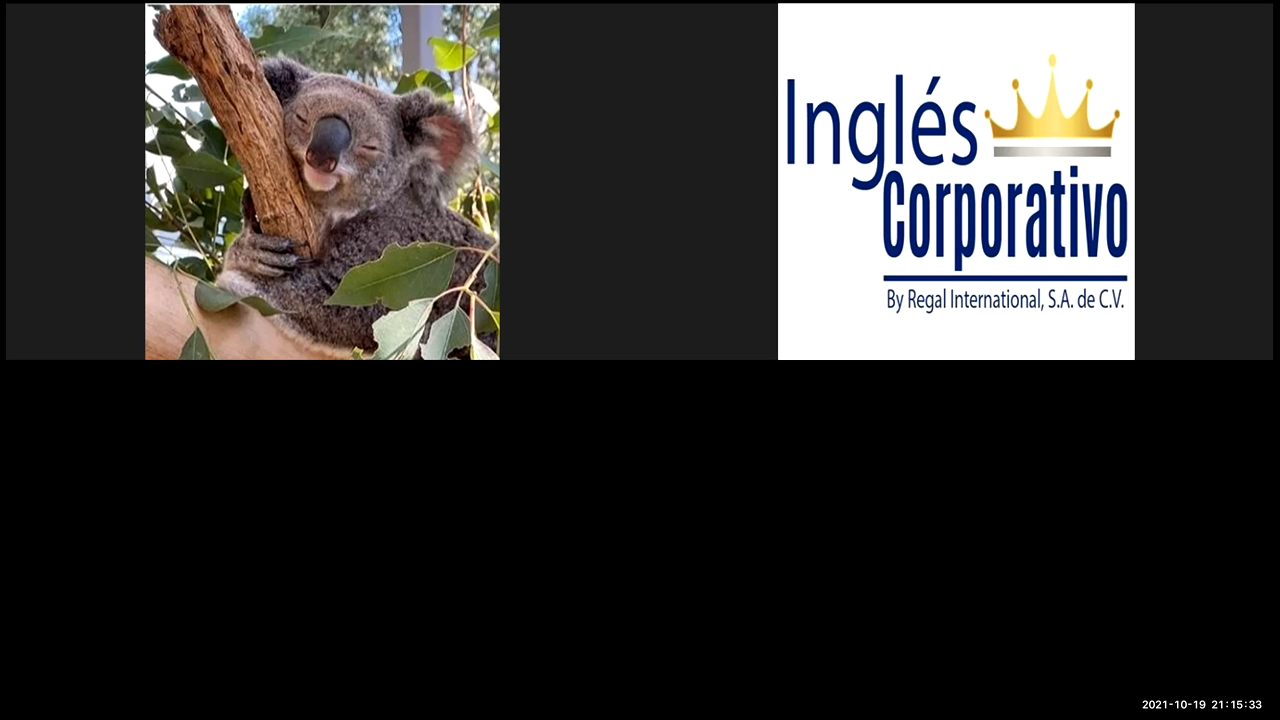 Inglés
Corporativo
By Regal International, S.A. de C.V.
2021-10-19 21:15:33